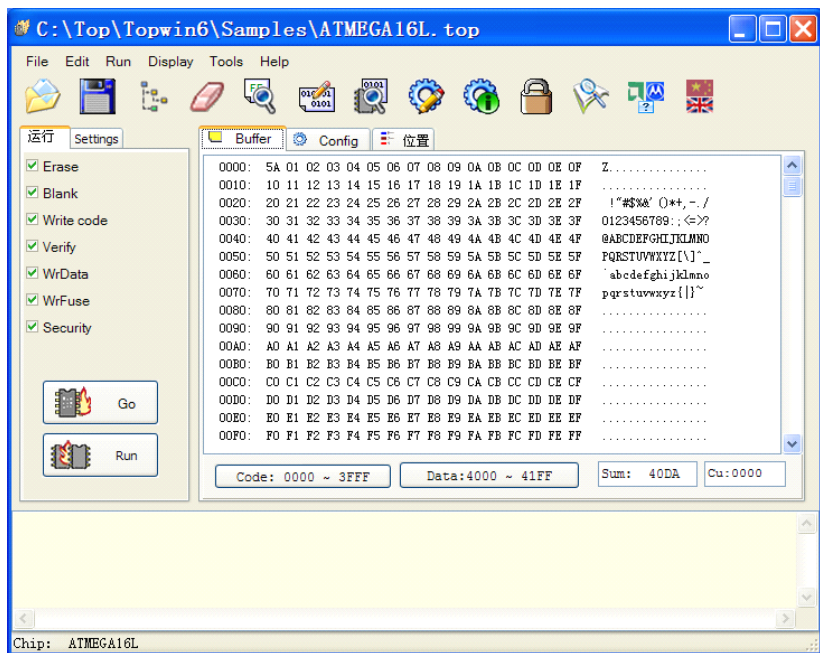 C:\Top\Topwin6\Samples\ATMEGA16L.top
File Edit Run Display Tools Help
运行 Settings
Buffer Config 位置
Erase
Blank
Write code
Verify
WrData
WrFuse
Security
Go
Run
0000: 5A 01 02 03 04 05 06 07 08 09 0A 0B 0C 0D 0E 0F Z...............
0010: 10 11 12 13 14 15 16 17 18 19 1A 1B 1C 1D 1E 1F ................
0020: 20 21 22 23 24 25 26 27 28 29 2A 2B 2C 2D 2E 2F !"#$%&'()*+,-./
0030: 30 31 32 33 34 35 36 37 38 39 3A 3B 3C 3D 3E 3F 0123456789:;<=>?
0040: 40 41 42 43 44 45 46 47 48 49 4A 4B 4C 4D 4E 4F @ABCDEFGHIJKLMNO
0050: 50 51 52 53 54 55 56 57 58 59 5A 5B 5C 5D 5E 5F PQRSTUVWXYZ[\]^_
0060: 60 61 62 63 64 65 66 67 68 69 6A 6B 6C 6D 6E 6F `abcdefghijklmno
0070: 70 71 72 73 74 75 76 77 78 79 7A 7B 7C 7D 7E 7F pqrstuvwxyz{|}~
0080: 80 81 82 83 84 85 86 87 88 89 8A 8B 8C 8D 8E 8F ................
0090: 90 91 92 93 94 95 96 97 98 99 9A 9B 9C 9D 9E 9F ................
00A0: A0 A1 A2 A3 A4 A5 A6 A7 A8 A9 AA AB AC AD AE AF ................
00B0: B0 B1 B2 B3 B4 B5 B6 B7 B8 B9 BA BB BC BD BE BF ................
00C0: C0 C1 C2 C3 C4 C5 C6 C7 C8 C9 CA CB CC CD CE CF ................
00D0: D0 D1 D2 D3 D4 D5 D6 D7 D8 D9 DA DB DC DD DE DF ................
00E0: E0 E1 E2 E3 E4 E5 E6 E7 E8 E9 EA EB EC ED EE EF ................
00F0: F0 F1 F2 F3 F4 F5 F6 F7 F8 F9 FA FB FC FD FE FF ................
Code: 0000 ~ 3FFF Data:4000 ~ 41FF Sum: 40DA Cu:0000
Chip: ATMEGA16L